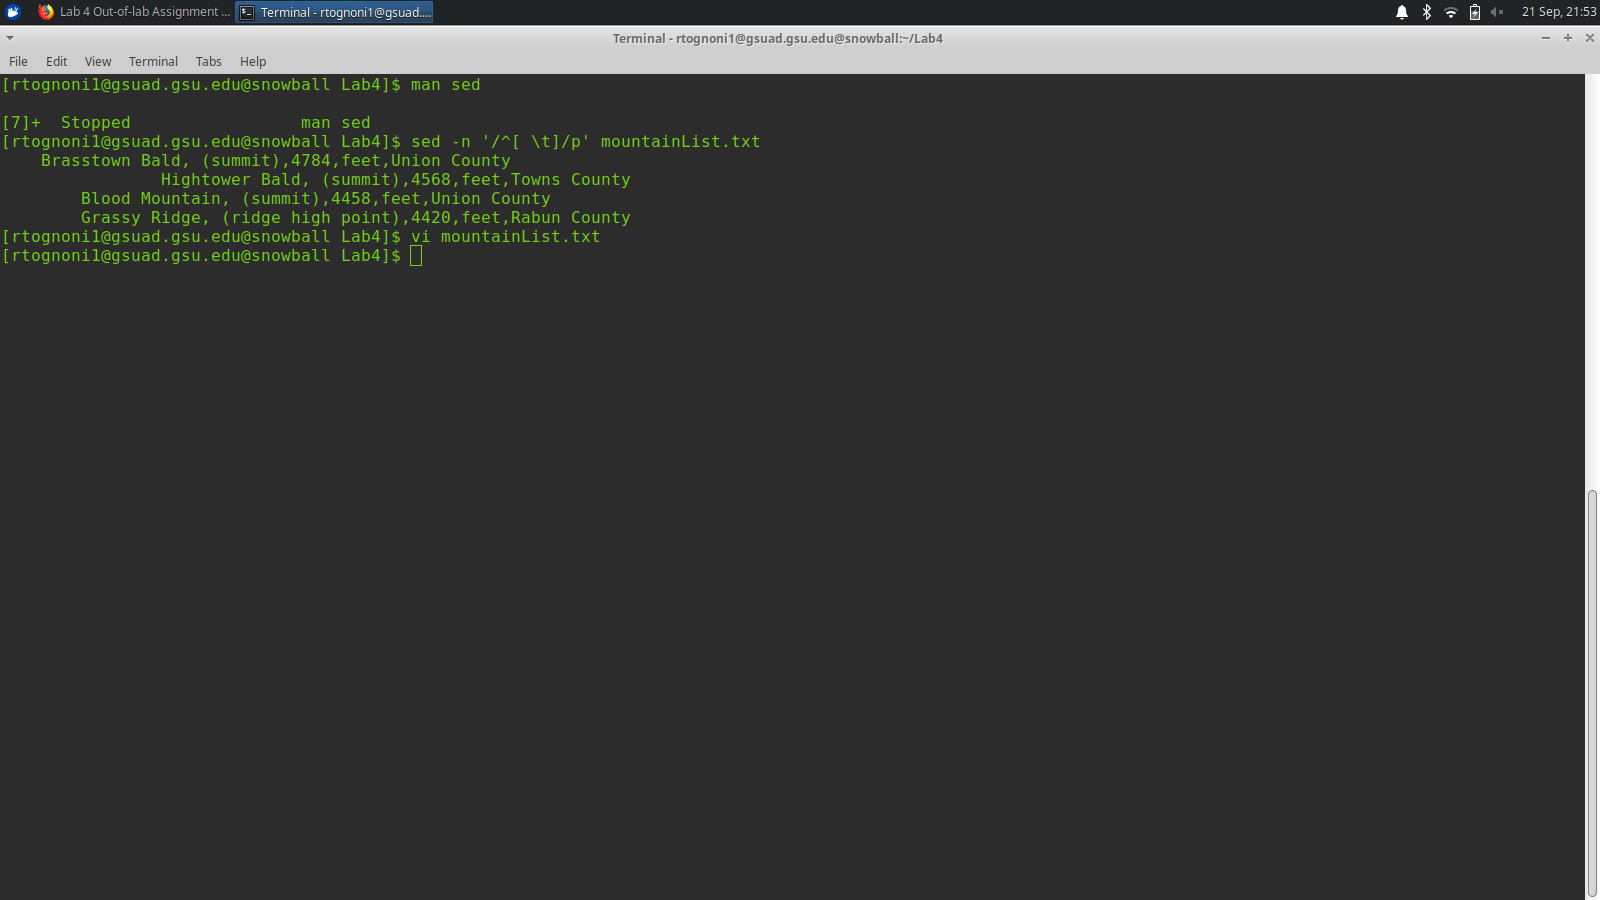 Lab 4 Out-of-lab Assignment ... Terminal - rtognoni1@gsuad.... 21 Sep, 21:53
Terminal - rtognoni1@gsuad.gsu.edu@snowball:~/Lab4
File Edit View Terminal Tabs Help
[rtognoni1@gsuad.gsu.edu@snowball Lab4]$ man sed
[7]+  Stopped                 man sed
[rtognoni1@gsuad.gsu.edu@snowball Lab4]$ sed -n '/^[ \t]/p' mountainList.txt
    Brasstown Bald, (summit),4784,feet,Union County
                Hightower Bald, (summit),4568,feet,Towns County
        Blood Mountain, (summit),4458,feet,Union County
        Grassy Ridge, (ridge high point),4420,feet,Rabun County
[rtognoni1@gsuad.gsu.edu@snowball Lab4]$ vi mountainList.txt
[rtognoni1@gsuad.gsu.edu@snowball Lab4]$